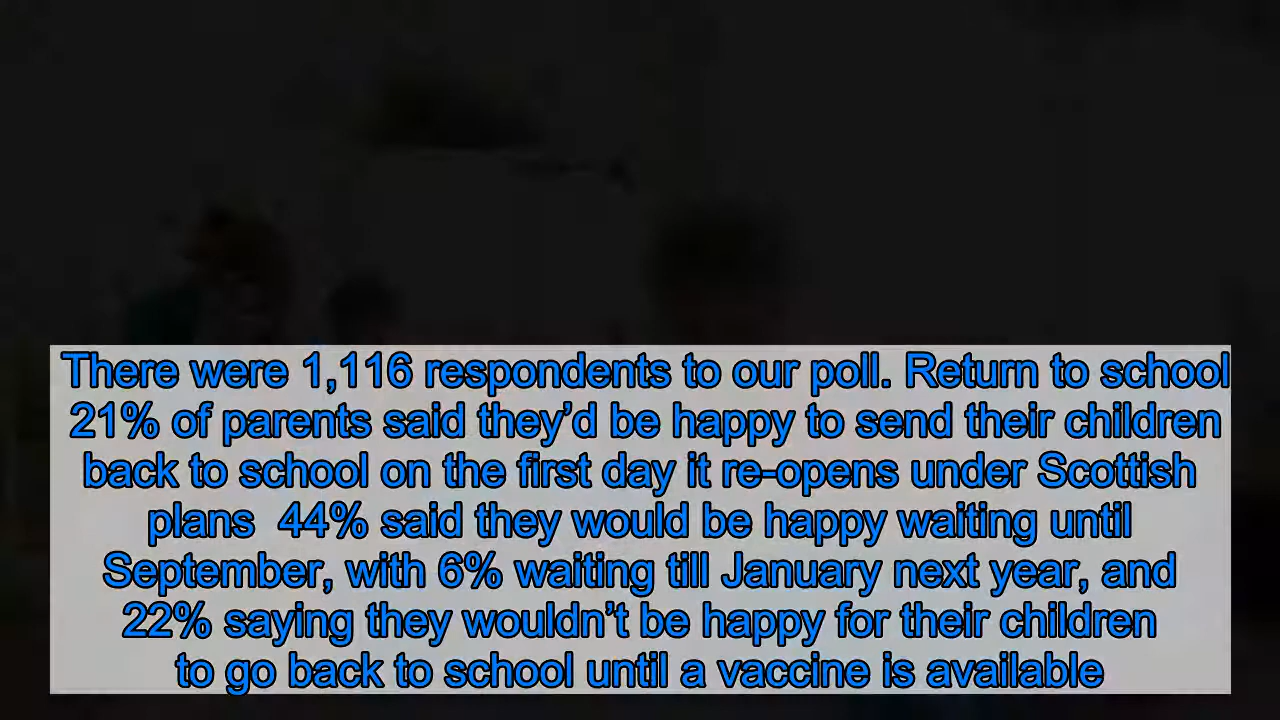 There were 1,116 respondents to our poll. Return to school
21% of parents said they’d be happy to send their children
back to school on the first day it re-opens under Scottish
plans  44% said they would be happy waiting until
September, with 6% waiting till January next year, and
22% saying they wouldn’t be happy for their children
to go back to school until a vaccine is available